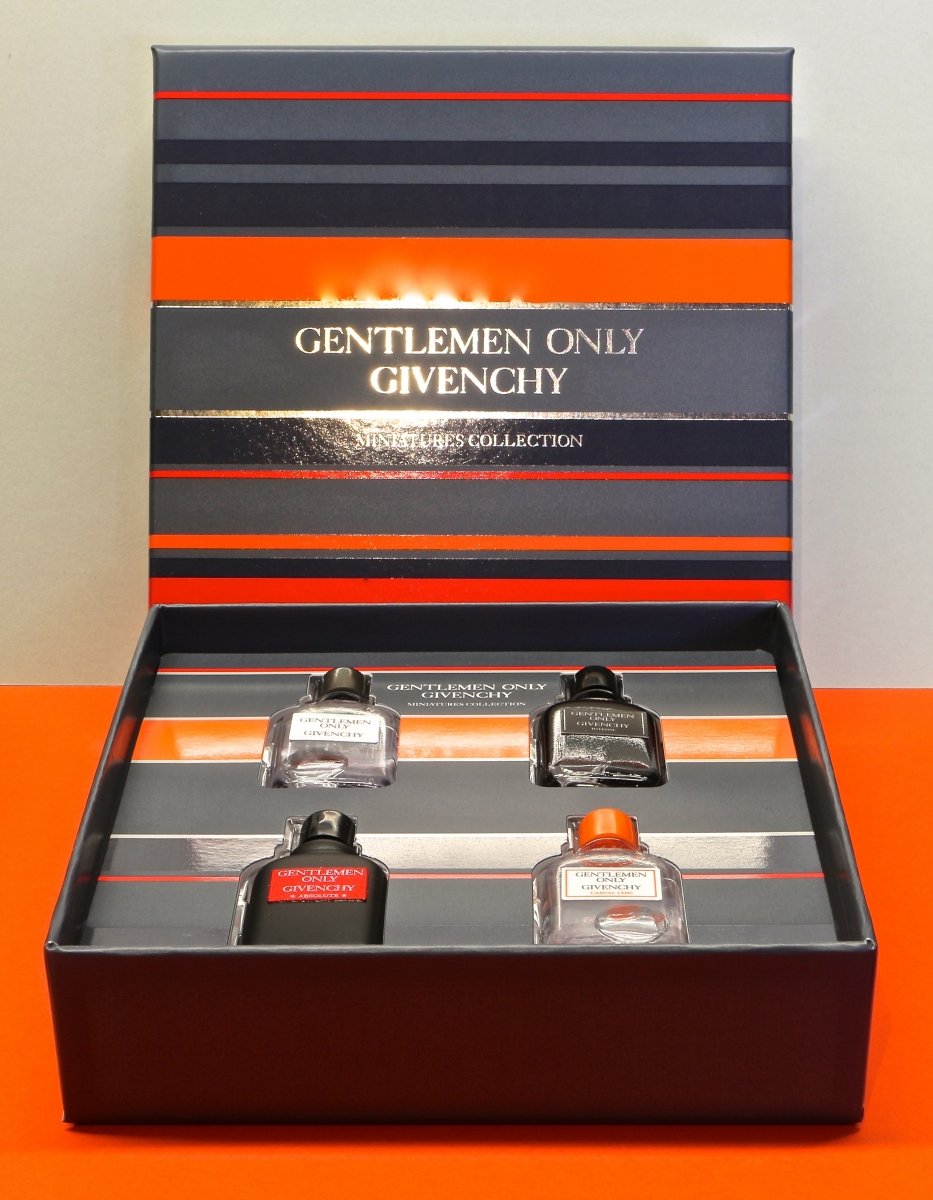 GENTLEMEN ONLY
GIVENCHY
MINIATURES COLLECTION
GENTLEMEN ONLY
GIVENCHY
MINIATURES COLLECTION
GENTLEMEN
ONLY
GIVENCHY
GENTLEMEN
ONLY
GIVENCHY
INTENSE
GENTLEMEN
ONLY
GIVENCHY
ABSOLUTE
GENTLEMEN
ONLY
GIVENCHY
CASUAL CHIC